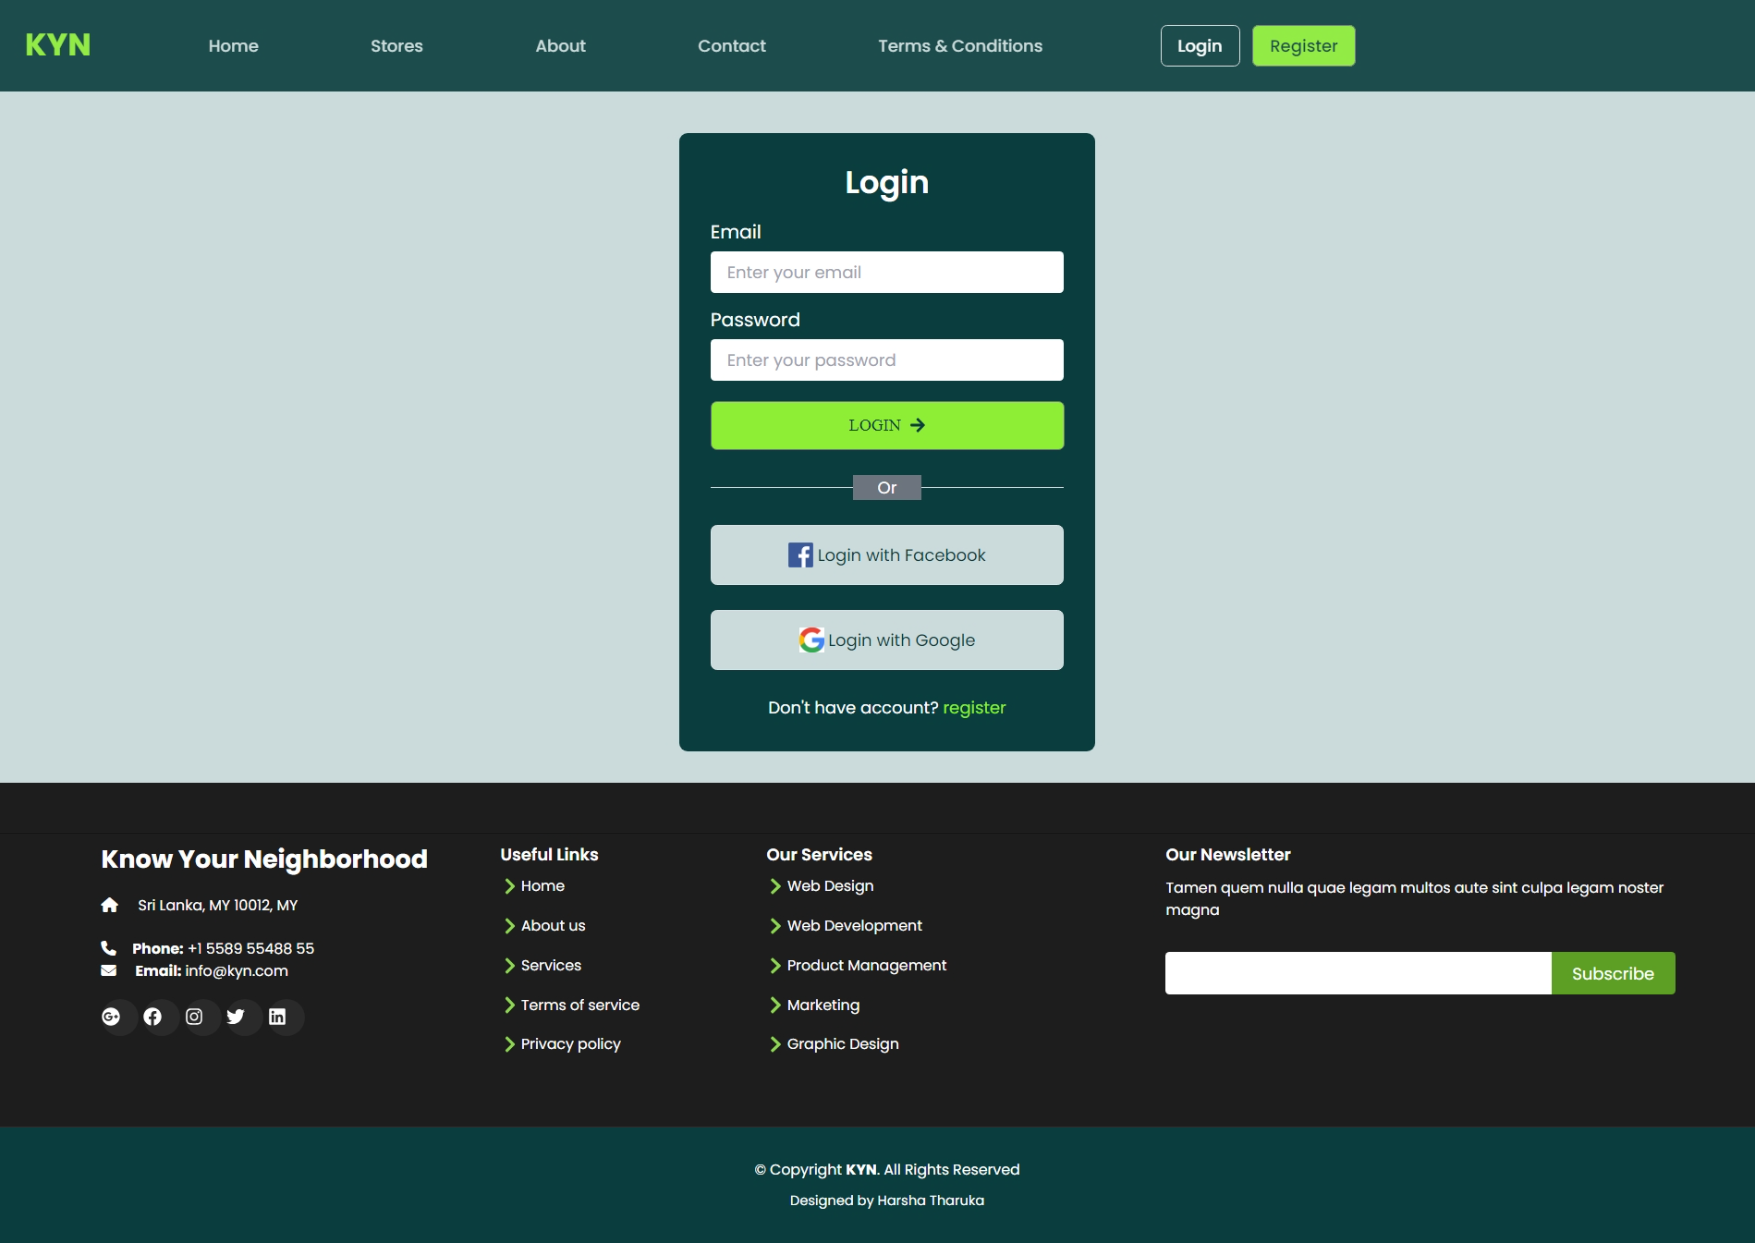 KYN
Home
Stores
About
Contact
Terms & Conditions
Login
Register
Login
Email
Enter your email
Password
Enter your password
LOGIN
Or
Login with Facebook
Login with Google
Don't have account? register
Know Your Neighborhood
Sri Lanka, MY 10012, MY
Phone: +1 5589 55488 55
Email: info@kyn.com
Useful Links
Home
About us
Services
Terms of service
Privacy policy
Our Services
Web Design
Web Development
Product Management
Marketing
Graphic Design
Our Newsletter
Tamen quem nulla quae legam multos aute sint culpa legam noster
magna
Subscribe
© Copyright KYN. All Rights Reserved
Designed by Harsha Tharuka